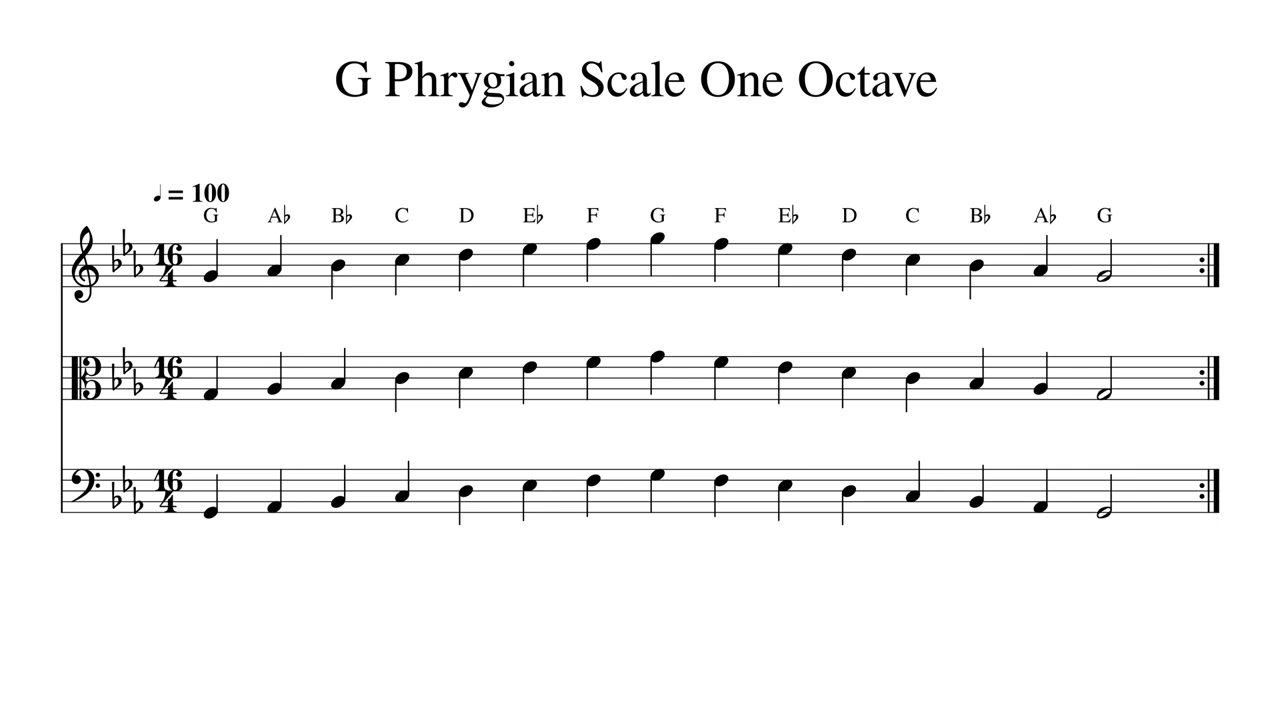 G Phrygian Scale One Octave
♩ = 100
G A♭ B♭ C D E♭ F G F E♭ D C B♭ A♭ G
16
4
16
4
16
4